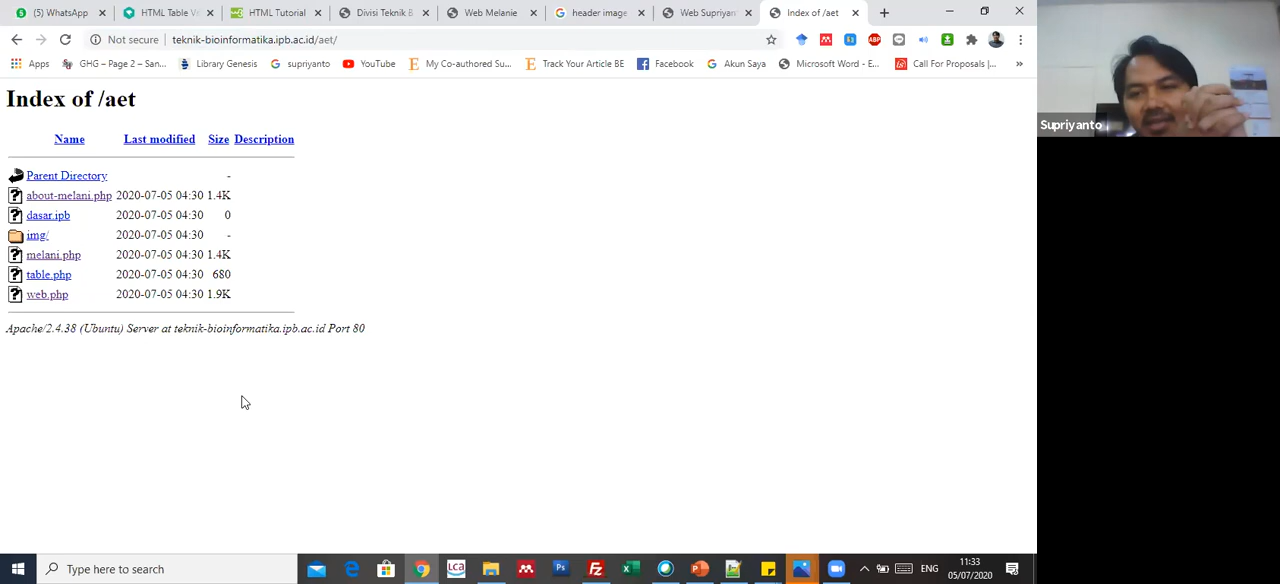 (5) WhatsApp
HTML Table
HTML Tutorial
Divisi Teknik B
Web Melanie
header image
Web Supriyan
Index of /aet
Not secure
teknik-bioinformatika.ipb.ac.id/aet/
Apps
GHG – Page 2 – San...
Library Genesis
supriyanto
YouTube
My Co-authored Su...
Track Your Article BE
Facebook
Akun Saya
Microsoft Word - E...
Call For Proposals |...
»
Index of /aet
Name Last modified Size Description
Parent Directory -
about-melani.php 2020-07-05 04:30 1.4K
dasar.ipb 2020-07-05 04:30 0
img/ 2020-07-05 04:30 -
melani.php 2020-07-05 04:30 1.4K
table.php 2020-07-05 04:30 680
web.php 2020-07-05 04:30 1.9K
Apache/2.4.38 (Ubuntu) Server at teknik-bioinformatika.ipb.ac.id Port 80
Supriyanto
Type here to search
LCA
Ps
Fz
ENG
11:33
05/07/2020